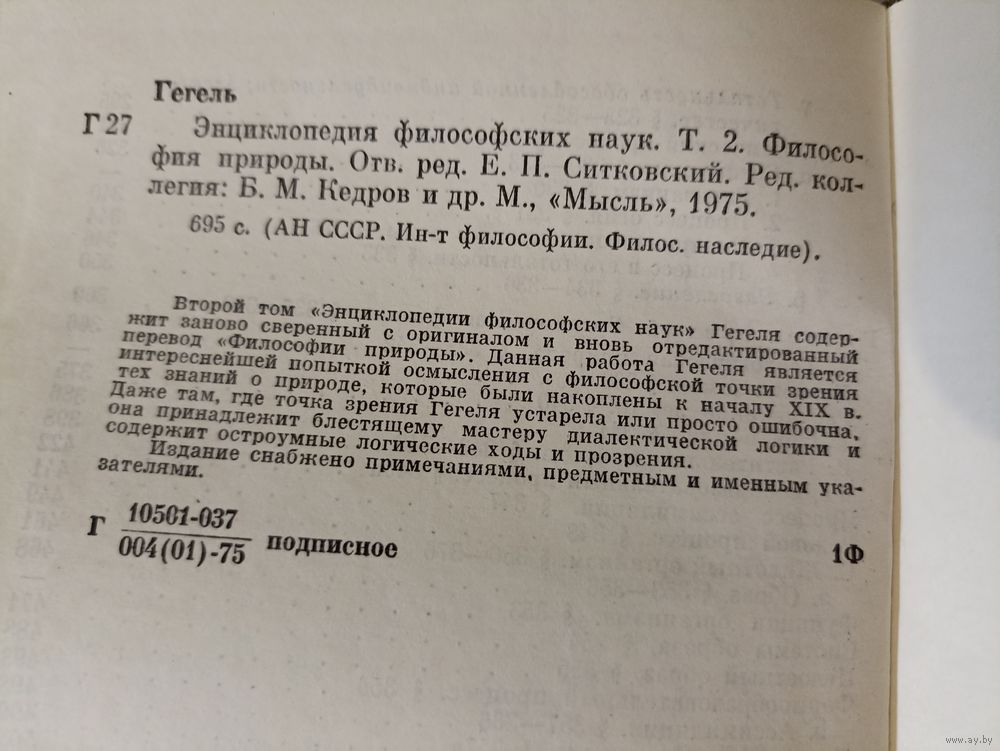 Гегель
Г 27 Энциклопедия философских наук. Т. 2. Филосо-
фия природы. Отв. ред. Е. П. Ситковский. Ред. кол-
легия: Б. М. Кедров и др. М., «Мысль», 1975.
695 с. (АН СССР. Ин-т философии. Филос. наследие).
Второй том «Энциклопедии философских наук» Гегеля содер-
жит заново сверенный с оригиналом и вновь отредактированный
перевод «Философии природы». Данная работа Гегеля является
интереснейшей попыткой осмысления с философской точки зрения
тех знаний о природе, которые были накоплены к началу XIX в.
Даже там, где точка зрения Гегеля устарела или просто ошибочна,
она принадлежит блестящему мастеру диалектической логики и
содержит остроумные логические ходы и прозрения.
Издание снабжено примечаниями, предметным и именным ука-
зателями.
Г 10501-037
004(01)-75 подписное 1Ф
www.ay.by